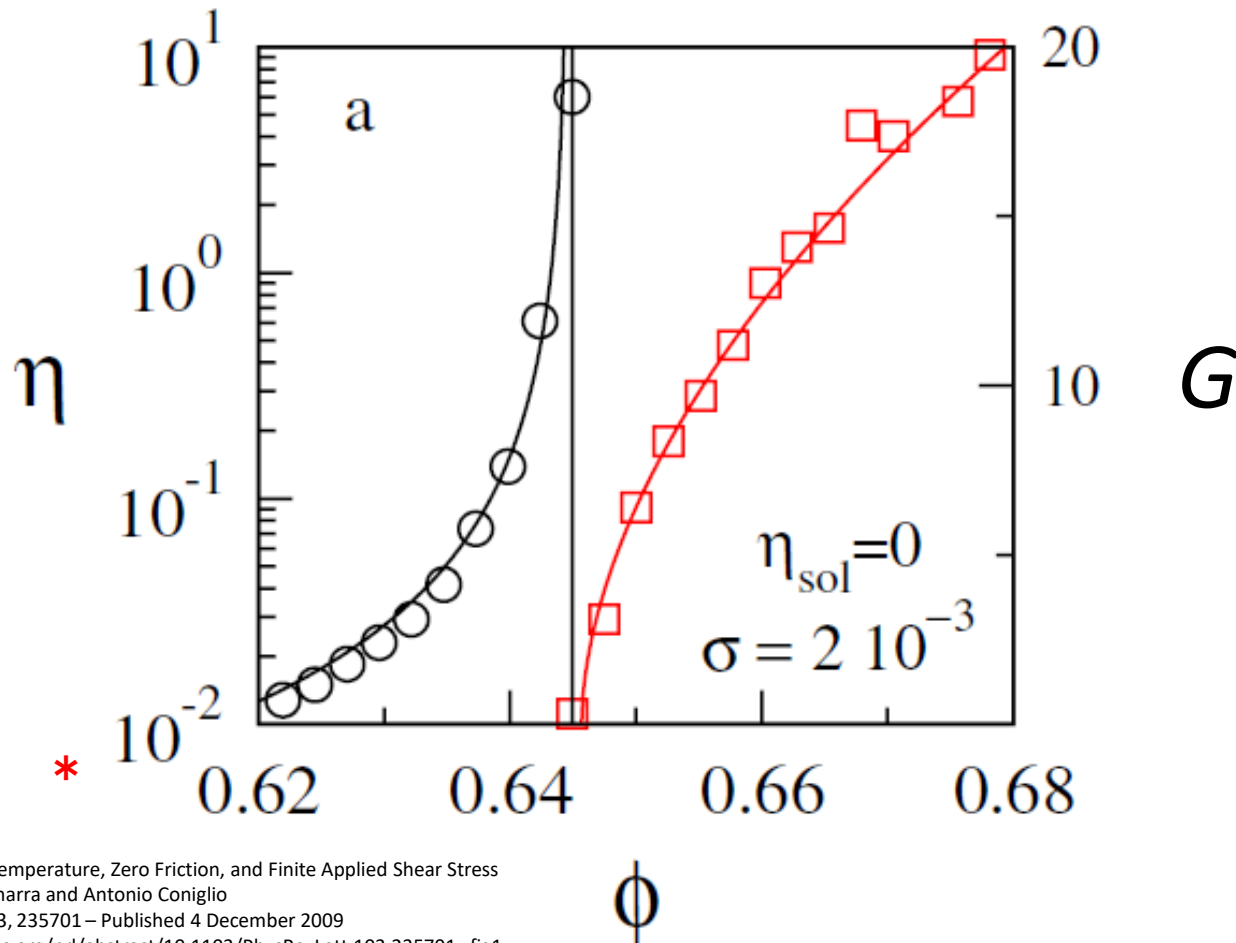 10^1
20
a
10^0
η
10
G
10^-1
η_sol=0
σ = 2 10^-3
10^-2
*
0.62 0.64 0.66 0.68
emperature, Zero Friction, and Finite Applied Shear Stress
and Antonio Coniglio
, 235701 – Published 4 December 2009
ϕ